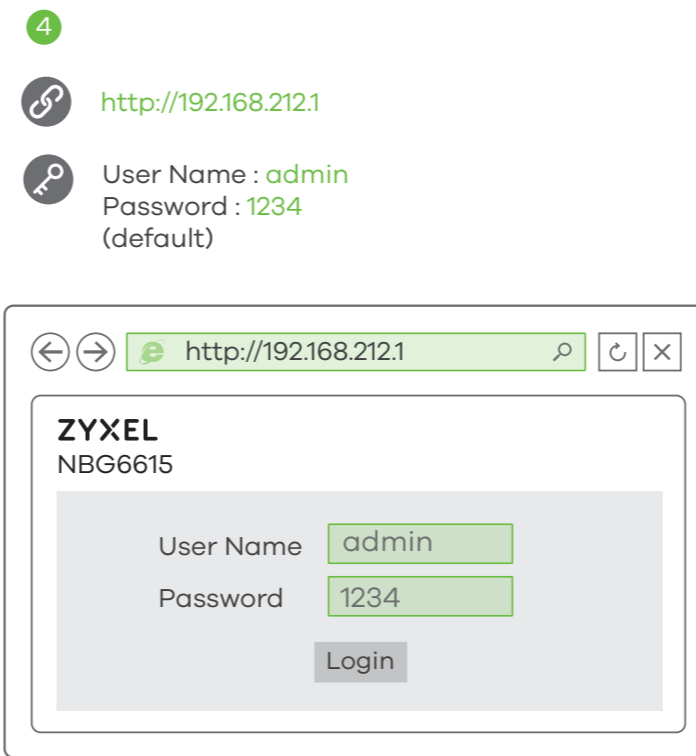 4
http://192.168.212.1
User Name : admin
Password : 1234
(default)
http://192.168.212.1
ZYXEL
NBG6615
User Name admin
Password 1234
Login